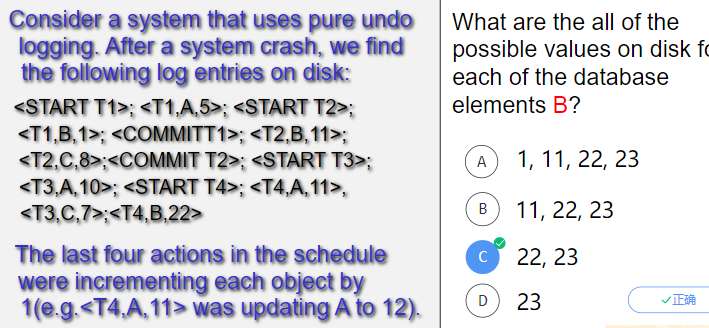 Consider a system that uses pure undo
logging. After a system crash, we find
the following log entries on disk:
<START T1>; <T1,A,5>; <START T2>;
<T1,B,1>; <COMMITT1>; <T2,B,11>;
<T2,C,8>;<COMMIT T2>; <START T3>;
<T3,A,10>; <START T4>; <T4,A,11>,
<T3,C,7>;<T4,B,22>
The last four actions in the schedule
were incrementing each object by
1(e.g.<T4,A,11> was updating A to 12).
What are the all of the
possible values on disk fo
each of the database
elements B?
A 1, 11, 22, 23
B 11, 22, 23
C 22, 23
D 23
✓正确